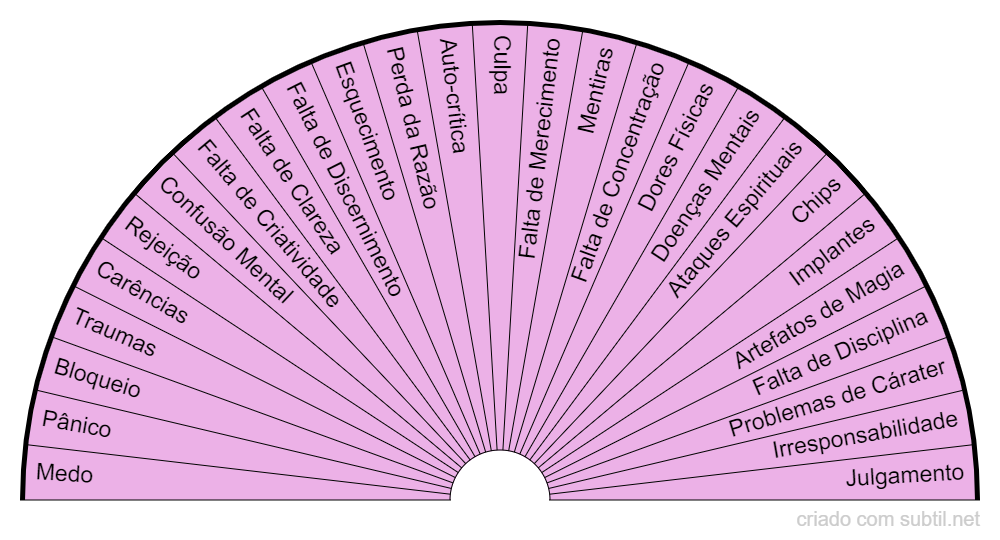 Medo
Pânico
Bloqueio
Traumas
Carências
Rejeição
Confusão Mental
Falta de Criatividade
Falta de Clareza
Falta de Discernimento
Esquecimento
Perda da Razão
Auto-crítica
Culpa
Falta de Merecimento
Mentiras
Falta de Concentração
Dores Físicas
Doenças Mentais
Ataques Espirituais
Chips
Implantes
Artefatos de Magia
Falta de Disciplina
Problemas de Cárater
Irresponsabilidade
Julgamento
criado com subtil.net